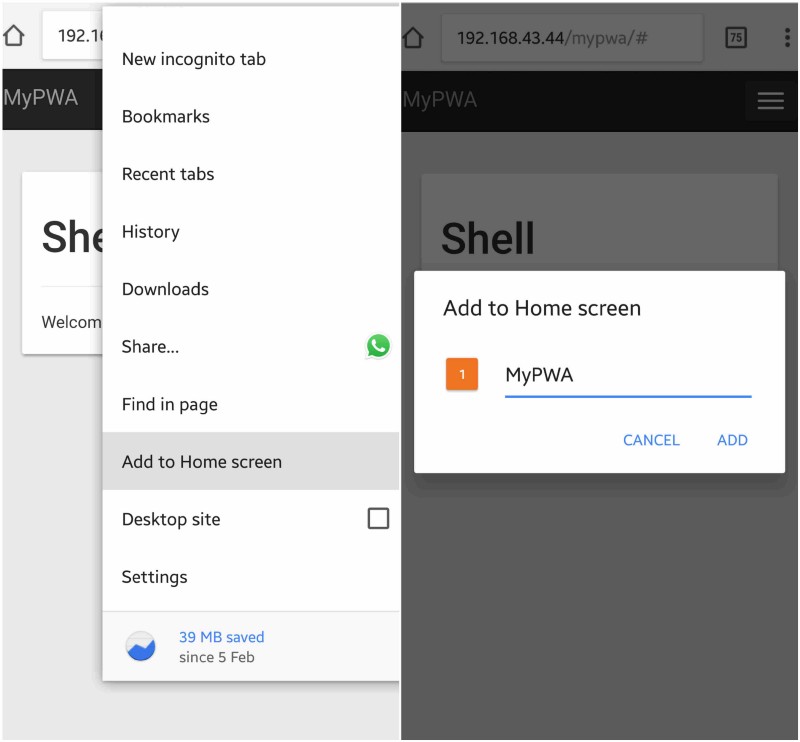 192.16
New incognito tab
Bookmarks
Recent tabs
History
Downloads
Share...
Find in page
Add to Home screen
Desktop site
Settings
39 MB saved
since 5 Feb
MyPWA
She
Welcom
192.168.43.44/mypwa/#
75
MyPWA
Shell
Add to Home screen
1
MyPWA
CANCEL ADD